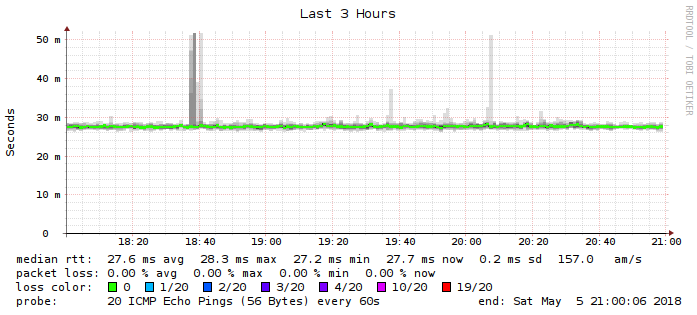 Last 3 Hours
RRDTOOL / TOBI OETIKER
Seconds
50 m
40 m
30 m
20 m
10 m
0
18:20 18:40 19:00 19:20 19:40 20:00 20:20 20:40 21:00
median rtt: 27.6 ms avg 28.3 ms max 27.2 ms min 27.7 ms now 0.2 ms sd 157.0 am/s
packet loss: 0.00 % avg 0.00 % max 0.00 % min 0.00 % now
loss color: 0 1/20 2/20 3/20 4/20 10/20 19/20
probe: 20 ICMP Echo Pings (56 Bytes) every 60s end: Sat May 5 21:00:06 2018